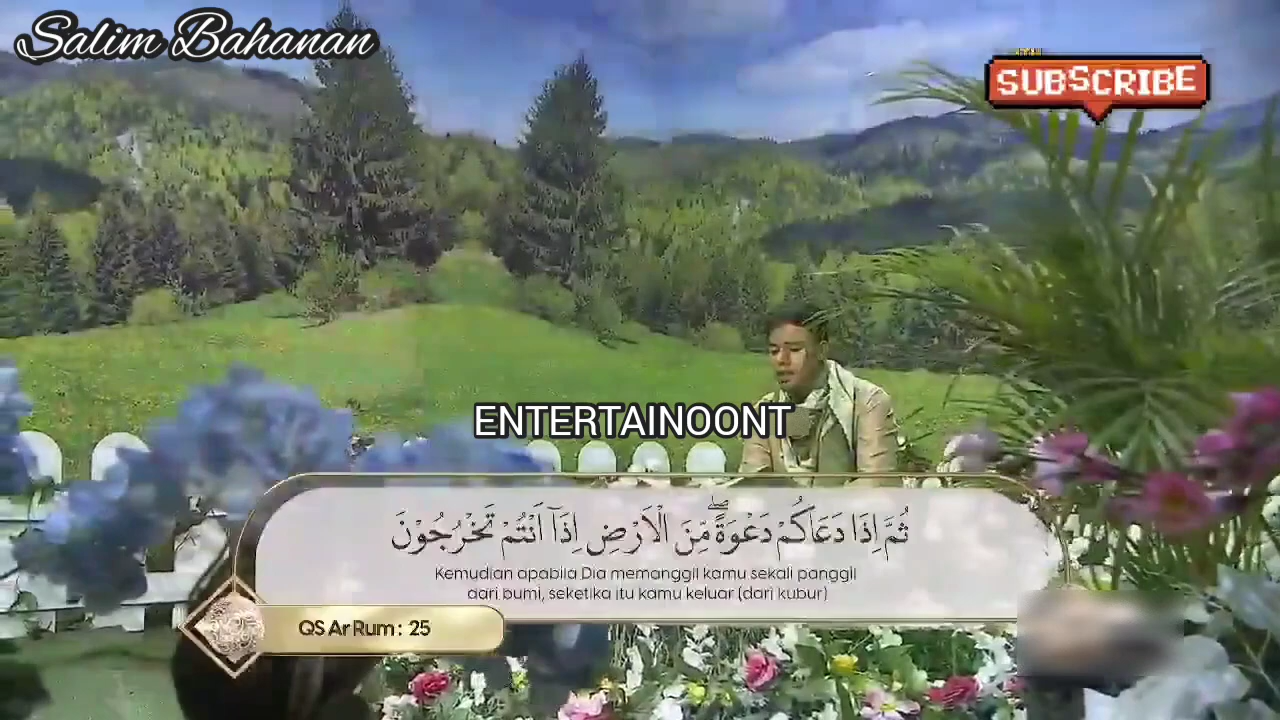 Salim Bahanan
SUBSCRIBE
ENTERTAINOONT
ثُمَّ اِذَا دَعَاكُمْ دَعْوَةًۖ مِّنَ الْاَرْضِ اِذَآ اَنْتُمْ تَخْرُجُوْنَ
Kemudian apabila Dia memanggil kamu sekali panggil
dari bumi, seketika itu kamu keluar (dari kubur)
QS Ar Rum : 25